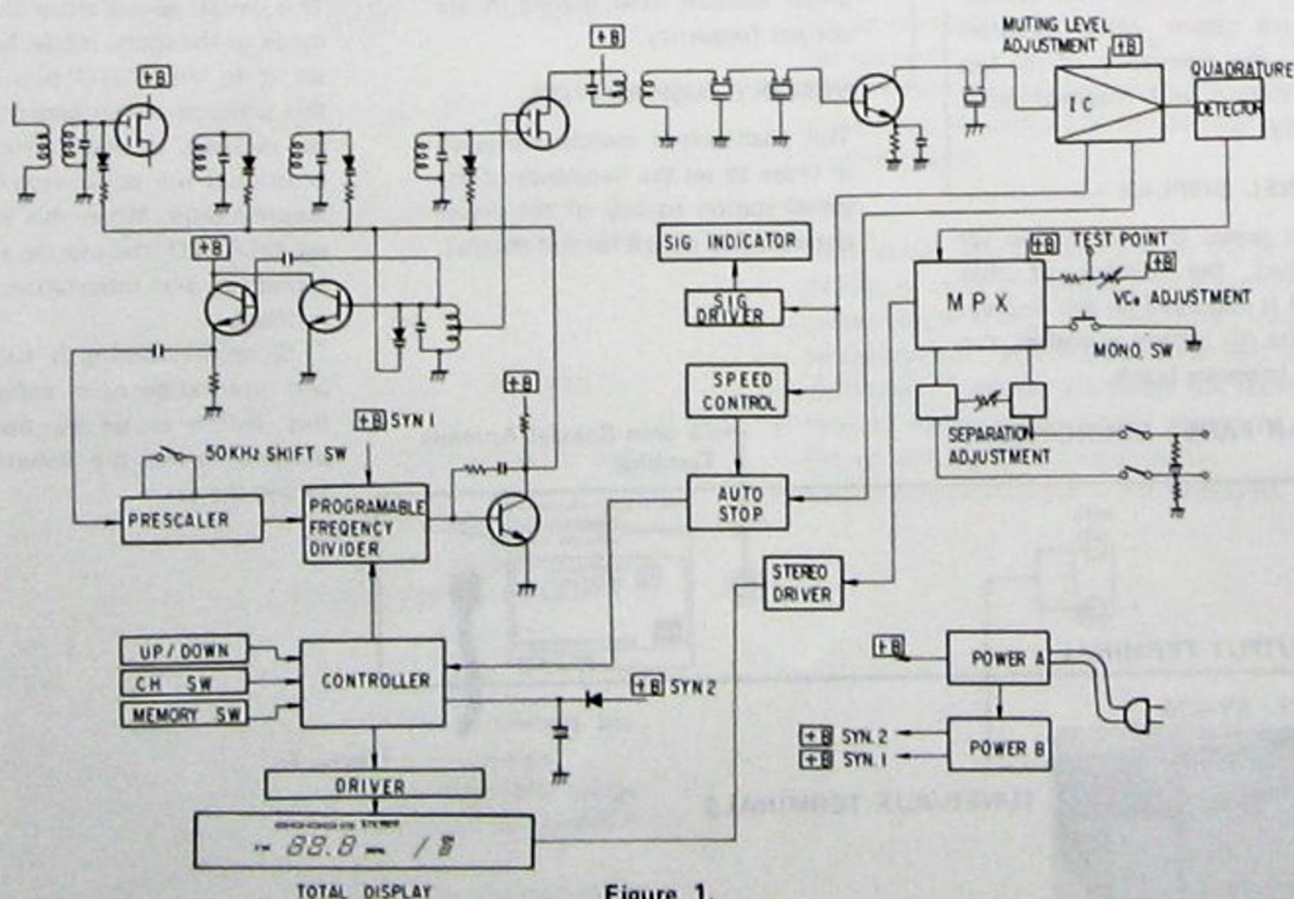 MUTING LEVEL
ADJUSTMENT +B
+B
+B
QUADRATURE
DETECTOR
IC
SIG INDICATOR
+B TEST POINT
+B
+B
SIG
DRIVER
MPX
VCO ADJUSTMENT
MONO. SW
SPEED
CONTROL
+B
+B SYN 1
SEPARATION
ADJUSTMENT
50KHz SHIFT SW
PRESCALER
PROGRAMABLE
FREQENCY
DIVIDER
AUTO
STOP
STEREO
DRIVER
UP/DOWN
CH SW
MEMORY SW
CONTROLLER
+B SYN 2
+B
POWER A
+B SYN. 2
+B SYN. 1
POWER B
DRIVER
88.8 18
TOTAL DISPLAY
Figure 1.